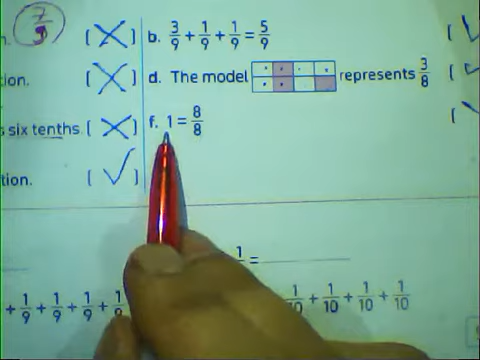 7/9
n. [ X ] b. 3/9 + 1/9 + 1/9 = 5/9
tion. [ X ] d. The model represents 3/8
s six tenths. [ X ] f. 1 = 8/8
tion. [ ✓ ]
1 =
+ 1/9 + 1/9 + 1/9 + 1/9
1/10 + 1/10 + 1/10 + 1/10